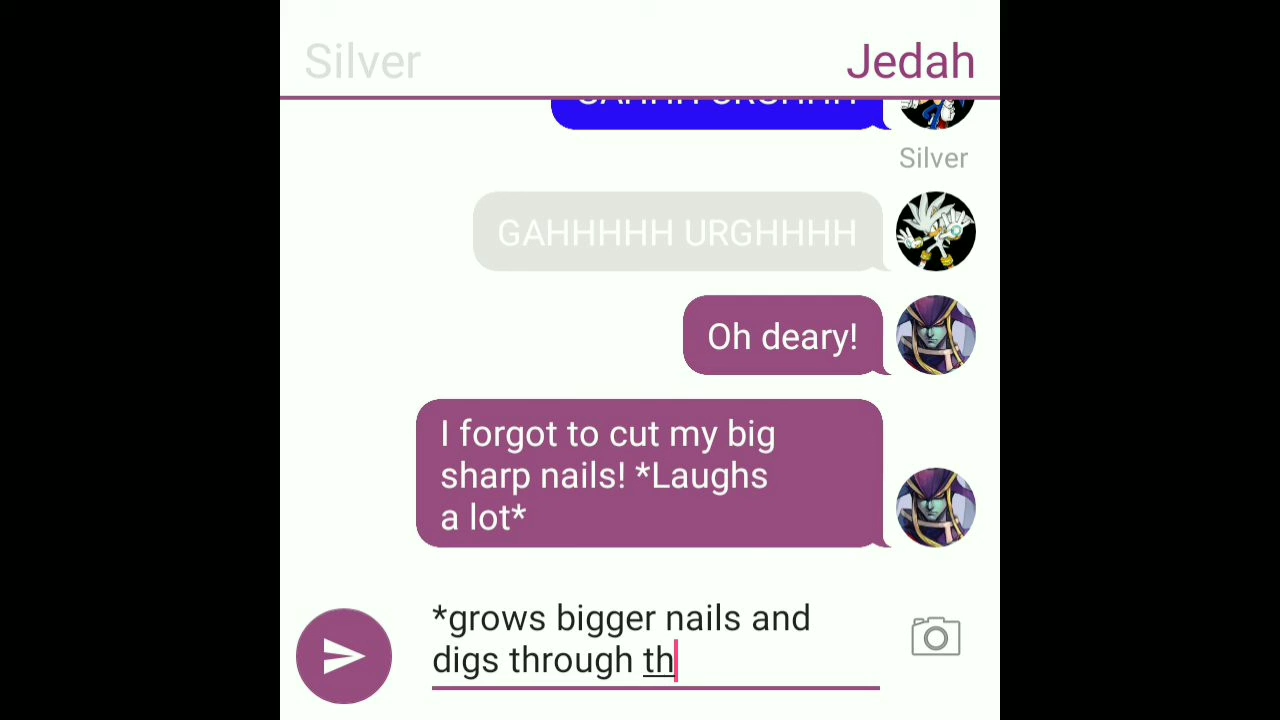 Silver
Jedah
Silver
GAHHHHH URGHHHH
Oh deary!
I forgot to cut my big
sharp nails! *Laughs
a lot*
*grows bigger nails and
digs through th